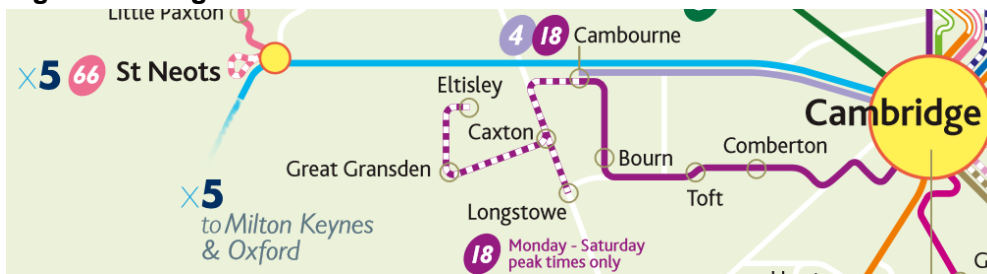 Little Paxton
4 18 Cambourne
x5 66 St Neots
Eltisley
Cambridge
Caxton
Comberton
Bourn
Great Gransden
Toft
x5
Longstowe
to Milton Keynes
& Oxford
18 Monday - Saturday
peak times only
G